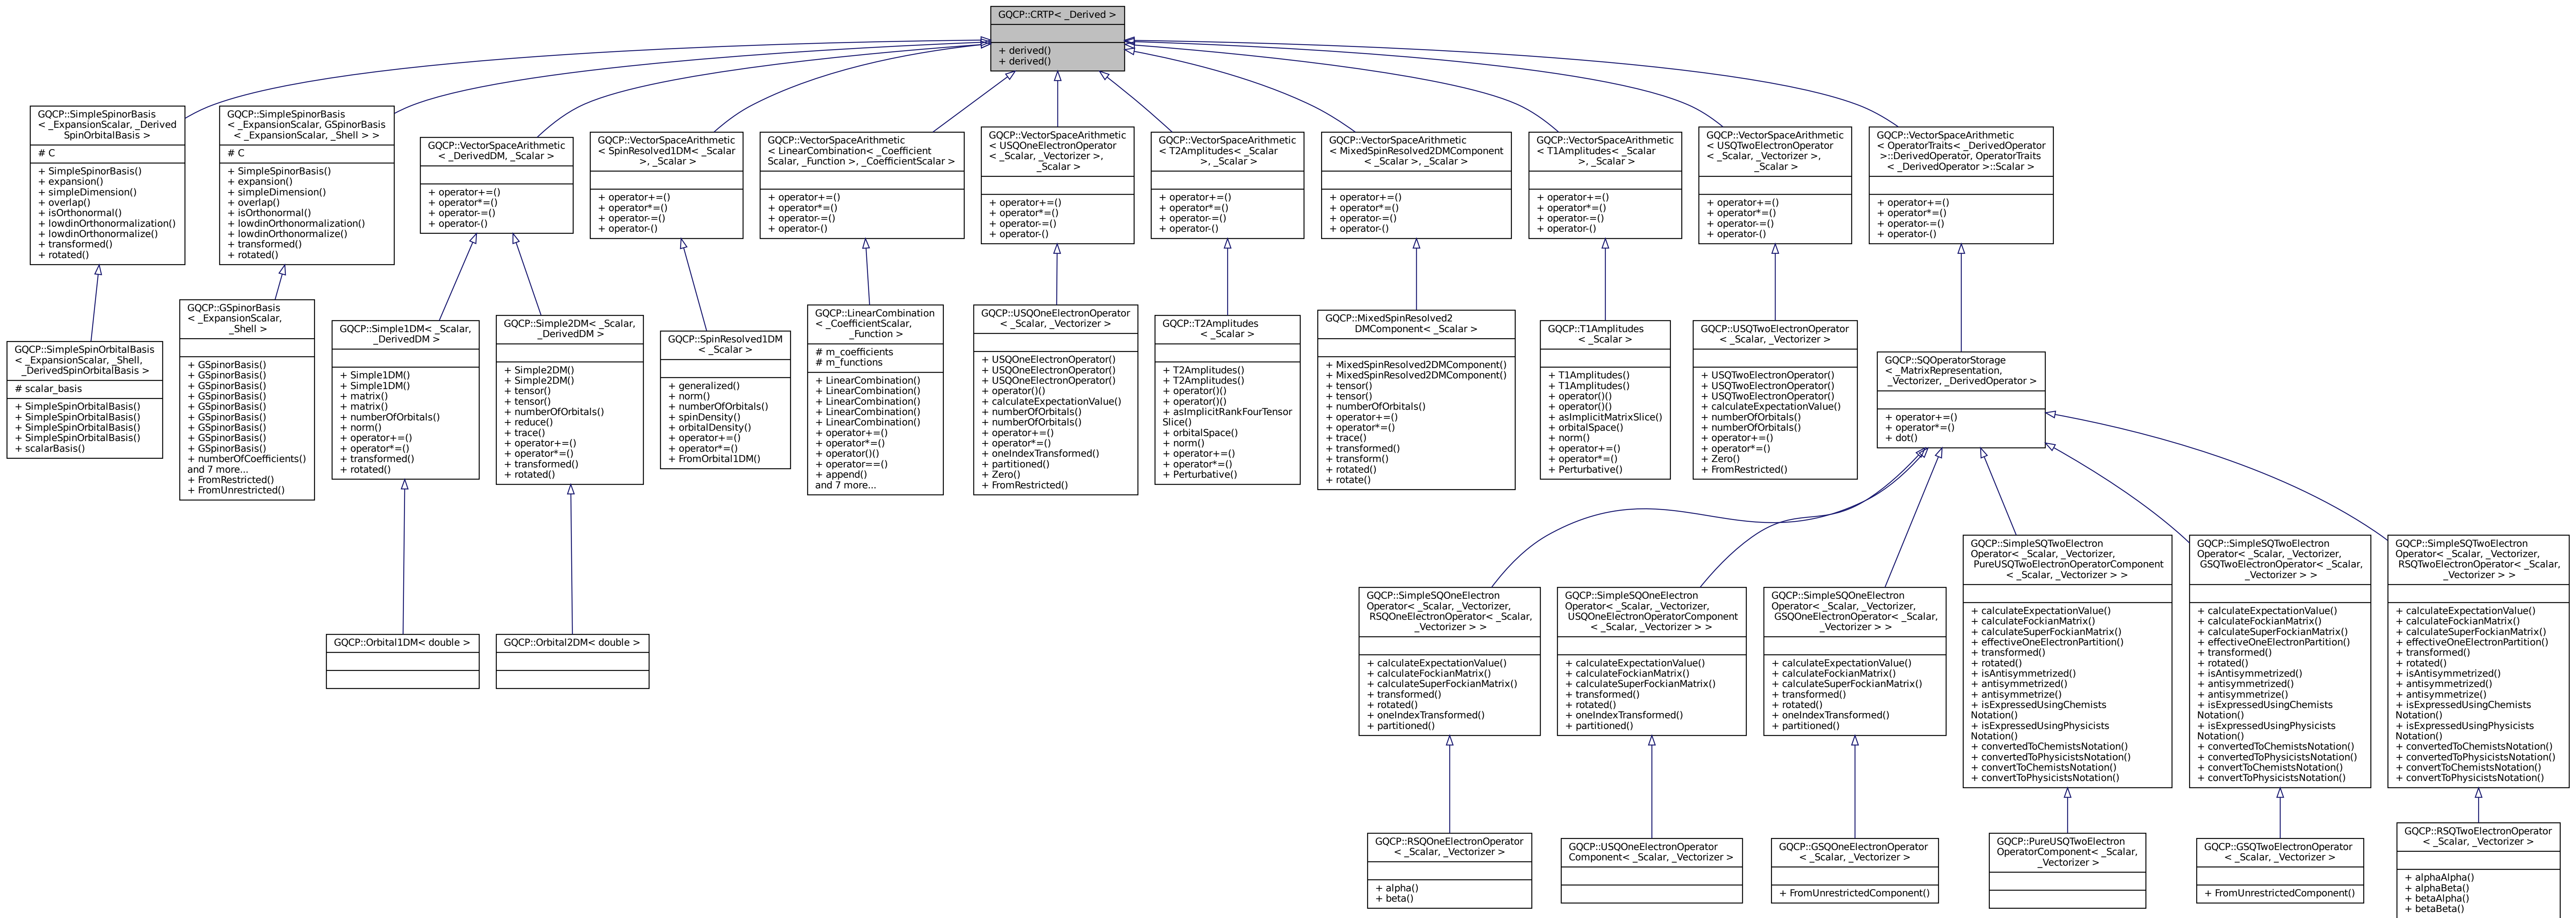 GQCP::CRTP< _Derived >
+ derived()
+ derived()
GQCP::SimpleSpinorBasis
< _ExpansionScalar, _Derived
SpinOrbitalBasis >
# C
+ SimpleSpinorBasis()
+ expansion()
+ simpleDimension()
+ overlap()
+ isOrthonormal()
+ lowdinOrthonormalization()
+ lowdinOrthonormalize()
+ transformed()
+ rotated()
GQCP::SimpleSpinorBasis
< _ExpansionScalar, GSpinorBasis
< _ExpansionScalar, _Shell > >
# C
+ SimpleSpinorBasis()
+ expansion()
+ simpleDimension()
+ overlap()
+ isOrthonormal()
+ lowdinOrthonormalization()
+ lowdinOrthonormalize()
+ transformed()
+ rotated()
GQCP::VectorSpaceArithmetic
< _DerivedDM, _Scalar >
+ operator+=()
+ operator*=()
+ operator-=()
+ operator-()
GQCP::VectorSpaceArithmetic
< SpinResolved1DM< _Scalar
>, _Scalar >
+ operator+=()
+ operator*=()
+ operator-=()
+ operator-()
GQCP::VectorSpaceArithmetic
< LinearCombination< _Coefficient
Scalar, _Function >, _CoefficientScalar >
+ operator+=()
+ operator*=()
+ operator-=()
+ operator-()
GQCP::VectorSpaceArithmetic
< USQOneElectronOperator
< _Scalar, _Vectorizer >,
_Scalar >
+ operator+=()
+ operator*=()
+ operator-=()
+ operator-()
GQCP::VectorSpaceArithmetic
< T2Amplitudes< _Scalar
>, _Scalar >
+ operator+=()
+ operator*=()
+ operator-=()
+ operator-()
GQCP::VectorSpaceArithmetic
< MixedSpinResolved2DMComponent
< _Scalar >, _Scalar >
+ operator+=()
+ operator*=()
+ operator-=()
+ operator-()
GQCP::VectorSpaceArithmetic
< T1Amplitudes< _Scalar
>, _Scalar >
+ operator+=()
+ operator*=()
+ operator-=()
+ operator-()
GQCP::VectorSpaceArithmetic
< USQTwoElectronOperator
< _Scalar, _Vectorizer >,
_Scalar >
+ operator+=()
+ operator*=()
+ operator-=()
+ operator-()
GQCP::VectorSpaceArithmetic
< OperatorTraits< _DerivedOperator
>::DerivedOperator, OperatorTraits
< _DerivedOperator >::Scalar >
+ operator+=()
+ operator*=()
+ operator-=()
+ operator-()
GQCP::SimpleSpinOrbitalBasis
< _ExpansionScalar, _Shell,
_DerivedSpinOrbitalBasis >
# scalar_basis
+ SimpleSpinOrbitalBasis()
+ SimpleSpinOrbitalBasis()
+ SimpleSpinOrbitalBasis()
+ SimpleSpinOrbitalBasis()
+ scalarBasis()
GQCP::GSpinorBasis
< _ExpansionScalar,
_Shell >
+ GSpinorBasis()
+ GSpinorBasis()
+ GSpinorBasis()
+ GSpinorBasis()
+ GSpinorBasis()
+ GSpinorBasis()
+ GSpinorBasis()
+ GSpinorBasis()
+ GSpinorBasis()
+ numberOfCoefficients()
and 7 more...
+ FromRestricted()
+ FromUnrestricted()
GQCP::Simple1DM< _Scalar,
_DerivedDM >
+ Simple1DM()
+ Simple1DM()
+ matrix()
+ matrix()
+ numberOfOrbitals()
+ norm()
+ operator+=()
+ operator*=()
+ transformed()
+ rotated()
GQCP::Simple2DM< _Scalar,
_DerivedDM >
+ Simple2DM()
+ Simple2DM()
+ tensor()
+ tensor()
+ numberOfOrbitals()
+ reduce()
+ trace()
+ operator+=()
+ operator*=()
+ transformed()
+ rotated()
GQCP::SpinResolved1DM
< _Scalar >
+ generalized()
+ norm()
+ numberOfOrbitals()
+ spinDensity()
+ orbitalDensity()
+ operator+=()
+ operator*=()
+ FromOrbital1DM()
GQCP::LinearCombination
< _CoefficientScalar,
_Function >
# m_coefficients
# m_functions
+ LinearCombination()
+ LinearCombination()
+ LinearCombination()
+ LinearCombination()
+ LinearCombination()
+ operator+=()
+ operator*=()
+ operator()()
+ operator==()
+ append()
and 7 more...
GQCP::USQOneElectronOperator
< _Scalar, _Vectorizer >
+ USQOneElectronOperator()
+ USQOneElectronOperator()
+ USQOneElectronOperator()
+ operator()()
+ calculateExpectationValue()
+ numberOfOrbitals()
+ numberOfOrbitals()
+ operator+=()
+ operator*=()
+ oneIndexTransformed()
+ partitioned()
+ Zero()
+ FromRestricted()
GQCP::T2Amplitudes
< _Scalar >
+ T2Amplitudes()
+ T2Amplitudes()
+ operator()()
+ operator()()
+ asImplicitRankFourTensor
Slice()
+ orbitalSpace()
+ norm()
+ operator+=()
+ operator*=()
+ Perturbative()
GQCP::MixedSpinResolved2
DMComponent< _Scalar >
+ MixedSpinResolved2DMComponent()
+ MixedSpinResolved2DMComponent()
+ tensor()
+ tensor()
+ numberOfOrbitals()
+ operator+=()
+ operator*=()
+ trace()
+ transformed()
+ transform()
+ rotated()
+ rotate()
GQCP::T1Amplitudes
< _Scalar >
+ T1Amplitudes()
+ T1Amplitudes()
+ operator()()
+ operator()()
+ asImplicitMatrixSlice()
+ orbitalSpace()
+ norm()
+ operator+=()
+ operator*=()
+ Perturbative()
GQCP::USQTwoElectronOperator
< _Scalar, _Vectorizer >
+ USQTwoElectronOperator()
+ USQTwoElectronOperator()
+ USQTwoElectronOperator()
+ calculateExpectationValue()
+ numberOfOrbitals()
+ numberOfOrbitals()
+ operator+=()
+ operator*=()
+ Zero()
+ FromRestricted()
GQCP::SQOperatorStorage
< _MatrixRepresentation,
_Vectorizer, _DerivedOperator >
+ operator+=()
+ operator*=()
+ dot()
GQCP::Orbital1DM< double >
GQCP::Orbital2DM< double >
GQCP::SimpleSQOneElectron
Operator< _Scalar, _Vectorizer,
RSQOneElectronOperator< _Scalar,
_Vectorizer > >
+ calculateExpectationValue()
+ calculateFockianMatrix()
+ calculateSuperFockianMatrix()
+ transformed()
+ rotated()
+ oneIndexTransformed()
+ partitioned()
GQCP::SimpleSQOneElectron
Operator< _Scalar, _Vectorizer,
USQOneElectronOperatorComponent
< _Scalar, _Vectorizer > >
+ calculateExpectationValue()
+ calculateFockianMatrix()
+ calculateSuperFockianMatrix()
+ transformed()
+ rotated()
+ oneIndexTransformed()
+ partitioned()
GQCP::SimpleSQOneElectron
Operator< _Scalar, _Vectorizer,
GSQOneElectronOperator< _Scalar,
_Vectorizer > >
+ calculateExpectationValue()
+ calculateFockianMatrix()
+ calculateSuperFockianMatrix()
+ transformed()
+ rotated()
+ oneIndexTransformed()
+ partitioned()
GQCP::SimpleSQTwoElectron
Operator< _Scalar, _Vectorizer,
PureUSQTwoElectronOperatorComponent
< _Scalar, _Vectorizer > >
+ calculateExpectationValue()
+ calculateFockianMatrix()
+ calculateSuperFockianMatrix()
+ effectiveOneElectronPartition()
+ transformed()
+ rotated()
+ isAntisymmetrized()
+ antisymmetrized()
+ antisymmetrize()
+ isExpressedUsingChemists
Notation()
+ isExpressedUsingPhysicists
Notation()
+ convertedToChemistsNotation()
+ convertedToPhysicistsNotation()
+ convertToChemistsNotation()
+ convertToPhysicistsNotation()
GQCP::SimpleSQTwoElectron
Operator< _Scalar, _Vectorizer,
GSQTwoElectronOperator< _Scalar,
_Vectorizer > >
+ calculateExpectationValue()
+ calculateFockianMatrix()
+ calculateSuperFockianMatrix()
+ effectiveOneElectronPartition()
+ transformed()
+ rotated()
+ isAntisymmetrized()
+ antisymmetrized()
+ antisymmetrize()
+ isExpressedUsingChemists
Notation()
+ isExpressedUsingPhysicists
Notation()
+ convertedToChemistsNotation()
+ convertedToPhysicistsNotation()
+ convertToChemistsNotation()
+ convertToPhysicistsNotation()
GQCP::SimpleSQTwoElectron
Operator< _Scalar, _Vectorizer,
RSQTwoElectronOperator< _Scalar,
_Vectorizer > >
+ calculateExpectationValue()
+ calculateFockianMatrix()
+ calculateSuperFockianMatrix()
+ effectiveOneElectronPartition()
+ transformed()
+ rotated()
+ isAntisymmetrized()
+ antisymmetrized()
+ antisymmetrize()
+ isExpressedUsingChemists
Notation()
+ isExpressedUsingPhysicists
Notation()
+ convertedToChemistsNotation()
+ convertedToPhysicistsNotation()
+ convertToChemistsNotation()
+ convertToPhysicistsNotation()
GQCP::RSQOneElectronOperator
< _Scalar, _Vectorizer >
+ alpha()
+ beta()
GQCP::USQOneElectronOperator
Component< _Scalar, _Vectorizer >
GQCP::GSQOneElectronOperator
< _Scalar, _Vectorizer >
+ FromUnrestrictedComponent()
GQCP::PureUSQTwoElectron
OperatorComponent< _Scalar,
_Vectorizer >
GQCP::GSQTwoElectronOperator
< _Scalar, _Vectorizer >
+ FromUnrestrictedComponent()
GQCP::RSQTwoElectronOperator
< _Scalar, _Vectorizer >
+ alphaAlpha()
+ alphaBeta()
+ betaAlpha()
+ betaBeta()